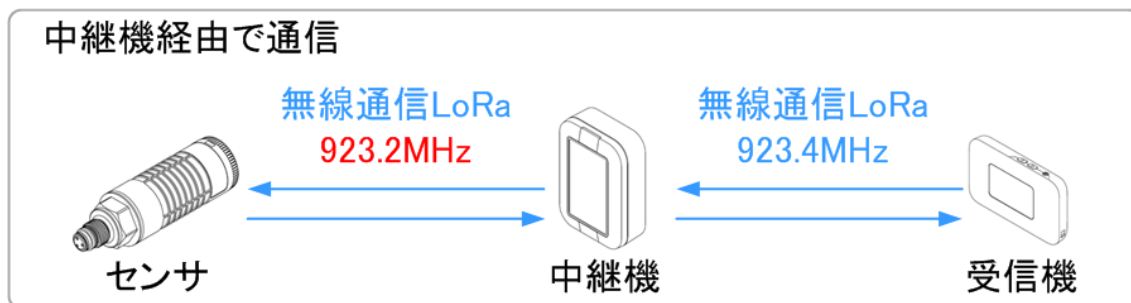 中継機経由で通信
無線通信LoRa
923.2MHz
無線通信LoRa
923.4MHz
センサ
中継機
受信機